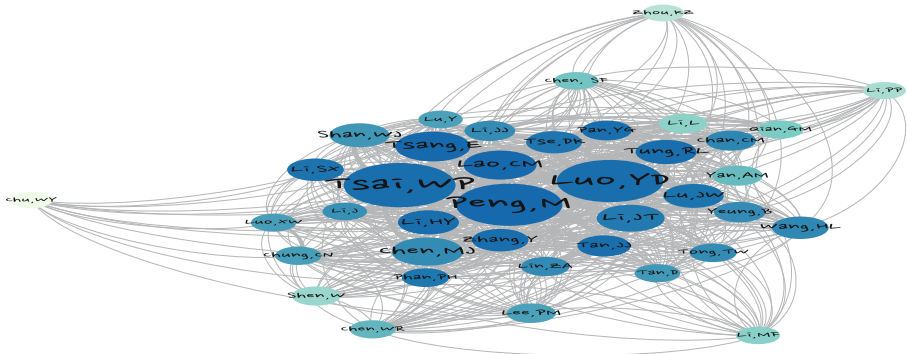 Zhou,KZ
Chen, SF
Li,PP
Lu,Y
Li,JJ
Pan,YG
Li,L
Qian,GM
Shan,WJ
Tsang,E
Tse,DK
Chan,CM
Tung,RL
Lao,CM
Li,SX
Tsai,WP
Luo,YD
Yan,AM
Chu,WY
Peng,M
Lu,JW
Luo,XW
Li,J
Li,HY
Li,JT
Yeung,B
Wang,HL
Chung,CN
Chen,MJ
Zhang,Y
Tan,JJ
Tong,TW
Phan,PH
Lin,ZA
Tan,D
Shen,W
Lee,PM
Chen,WR
Li,MF